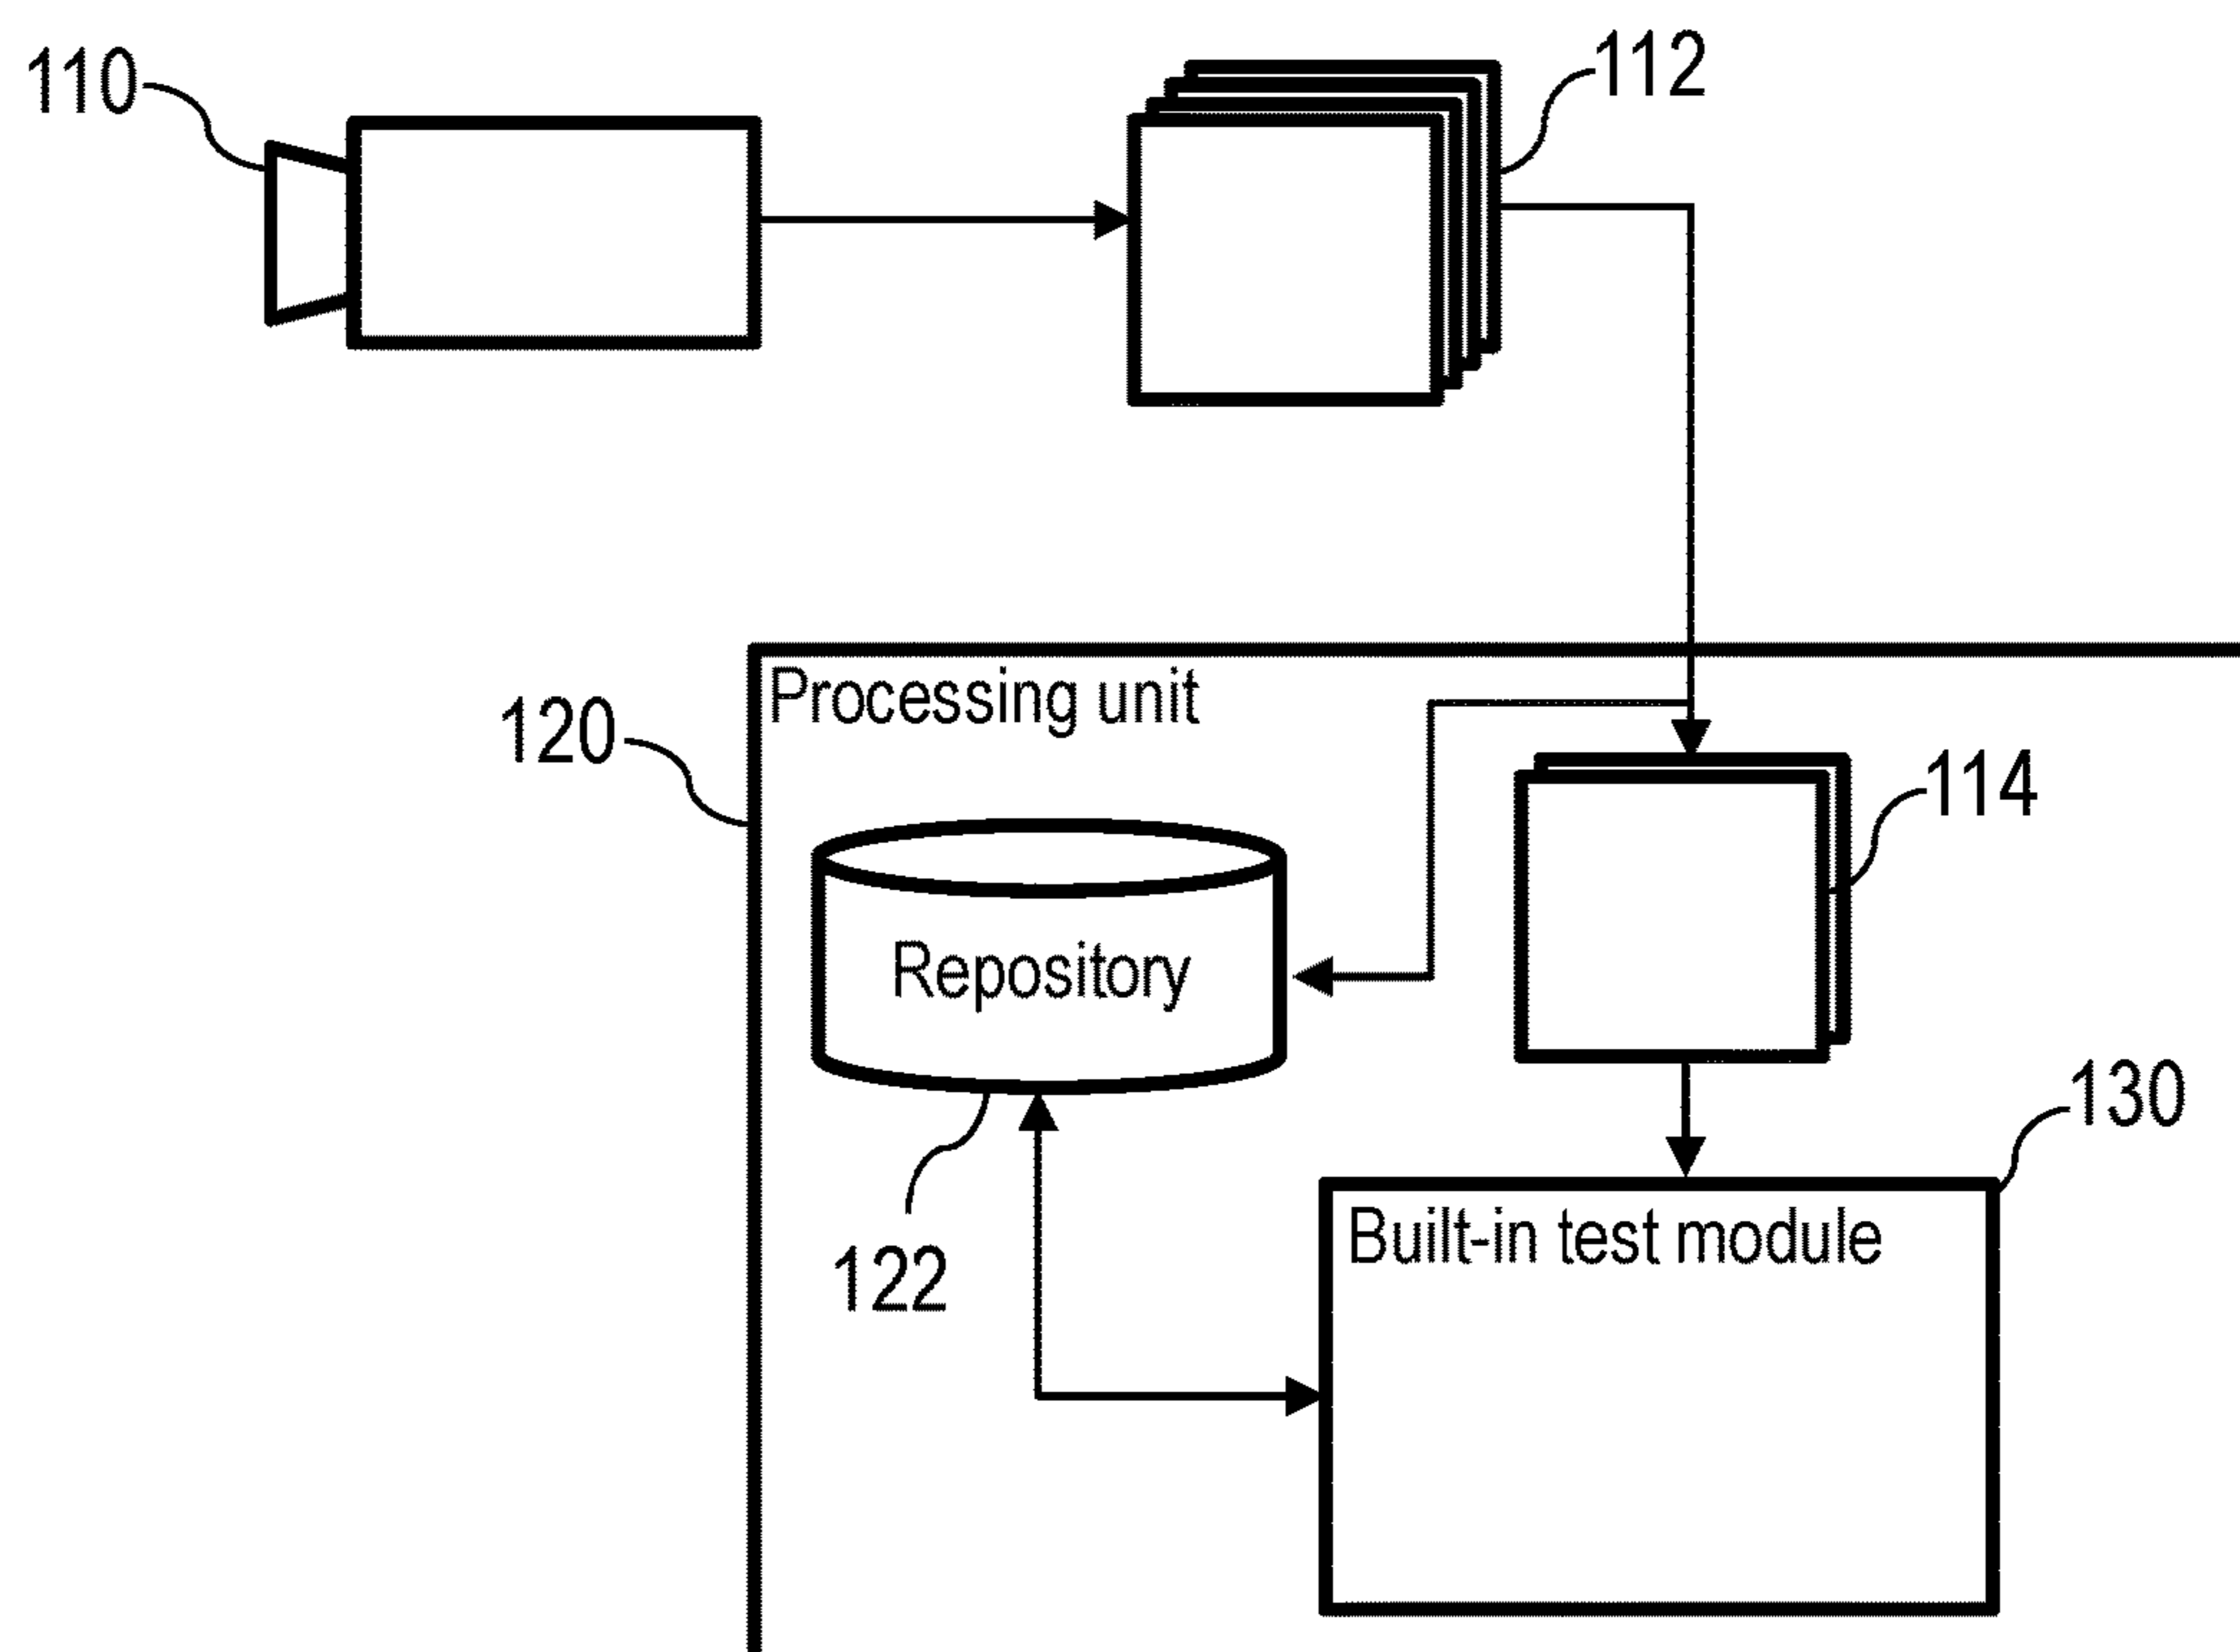 110
112
Processing unit
120
114
Repository
130
Built-in test module
122